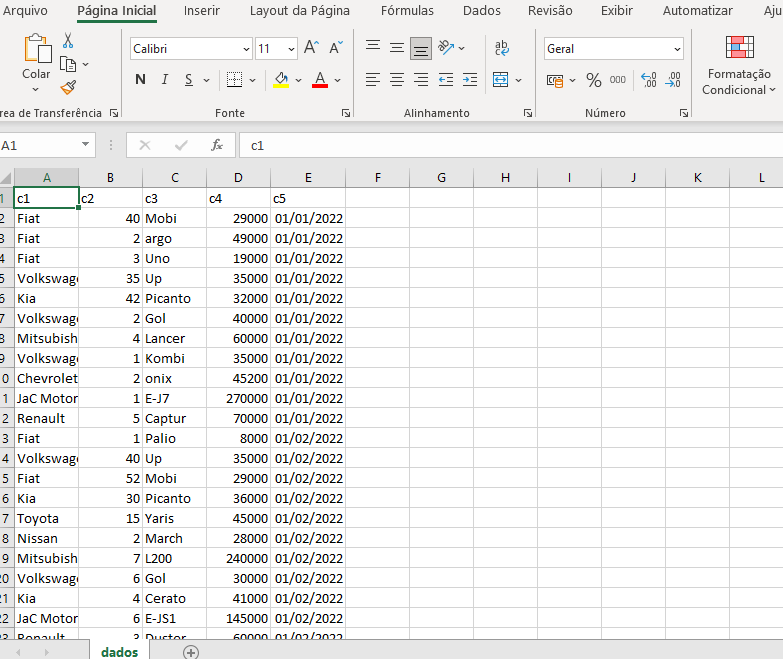 Arquivo Página Inicial Inserir Layout da Página Fórmulas Dados Revisão Exibir Automatizar Aju
Calibri 11 A A ab Geral
Colar N I S A % 000 Formatação
Condicional
rea de Transferência Fonte Alinhamento Número
A1 fx c1
A B C D E F G H I J K L
1 c1 c2 c3 c4 c5
2 Fiat 40 Mobi 29000 01/01/2022
3 Fiat 2 argo 49000 01/01/2022
4 Fiat 3 Uno 19000 01/01/2022
5 Volkswage 35 Up 35000 01/01/2022
6 Kia 42 Picanto 32000 01/01/2022
7 Volkswage 2 Gol 40000 01/01/2022
8 Mitsubish 4 Lancer 60000 01/01/2022
9 Volkswage 1 Kombi 35000 01/01/2022
0 Chevrolet 2 onix 45200 01/01/2022
1 JaC Motor 1 E-J7 270000 01/01/2022
2 Renault 5 Captur 70000 01/01/2022
3 Fiat 1 Palio 8000 01/02/2022
4 Volkswage 40 Up 35000 01/02/2022
5 Fiat 52 Mobi 29000 01/02/2022
6 Kia 30 Picanto 36000 01/02/2022
7 Toyota 15 Yaris 45000 01/02/2022
8 Nissan 2 March 28000 01/02/2022
9 Mitsubish 7 L200 240000 01/02/2022
20 Volkswage 6 Gol 30000 01/02/2022
21 Kia 4 Cerato 41000 01/02/2022
22 JaC Motor 6 E-JS1 145000 01/02/2022
23 Renault 3 Duster 60000 01/02/2022
dados